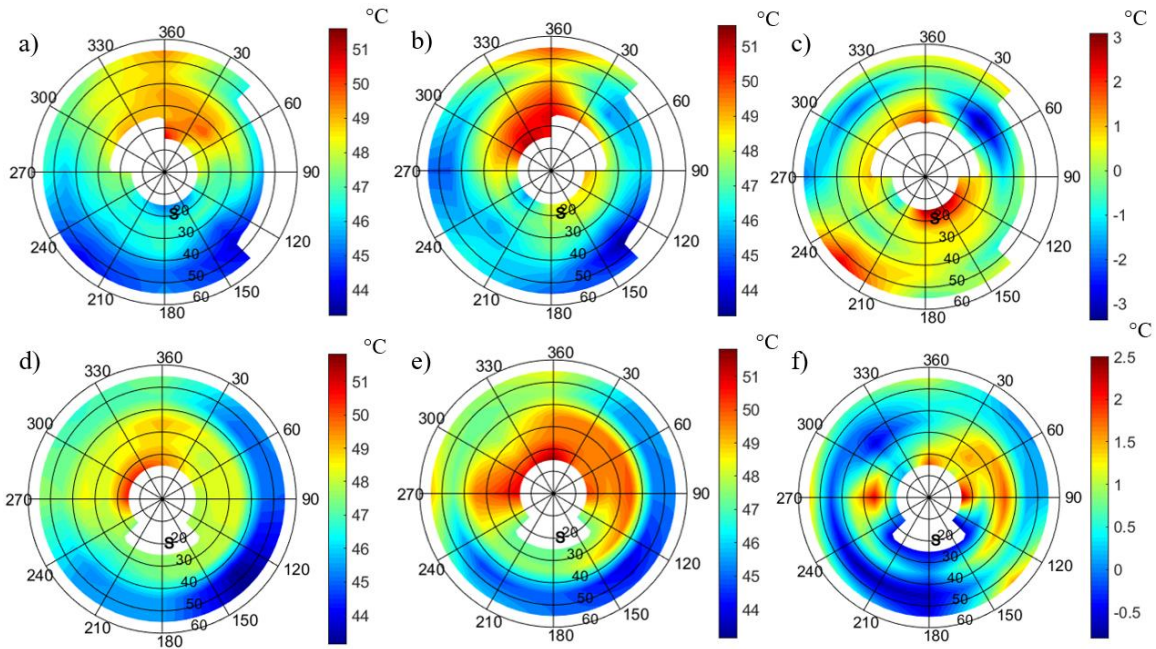 °C °C °C
a) b) c)
360 360 360
330 30 330 30 330 30
300 60 300 60 300 60
270 90 270 90 270 90
240 120 240 120 240 120
210 150 210 150 210 150
180 180 180
S 20 30 40 50 60
S 20 30 40 50 60
S 20 30 40 50 60
51 50 49 48 47 46 45 44
51 50 49 48 47 46 45 44
3 2 1 0 -1 -2 -3
°C °C °C
d) e) f)
360 360 360
330 30 330 30 330 30
300 60 300 60 300 60
270 90 270 90 270 90
240 120 240 120 240 120
210 150 210 150 210 150
180 180 180
S 20 30 40 50 60
S 20 30 40 50 60
S 20 30 40 50 60
51 50 49 48 47 46 45 44
51 50 49 48 47 46 45 44
2.5 2 1.5 1 0.5 0 -0.5